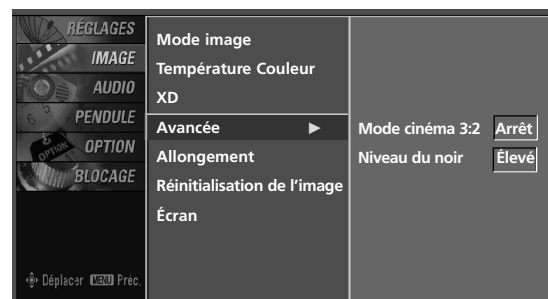 RÉGLAGES
IMAGE
AUDIO
PENDULE
OPTION
BLOCAGE
Déplacer MENU Préc.
Mode image
Température Couleur
XD
Avancée ►
Allongement
Réinitialisation de l'image
Écran
Mode cinéma 3:2 Arrêt
Niveau du noir Élevé